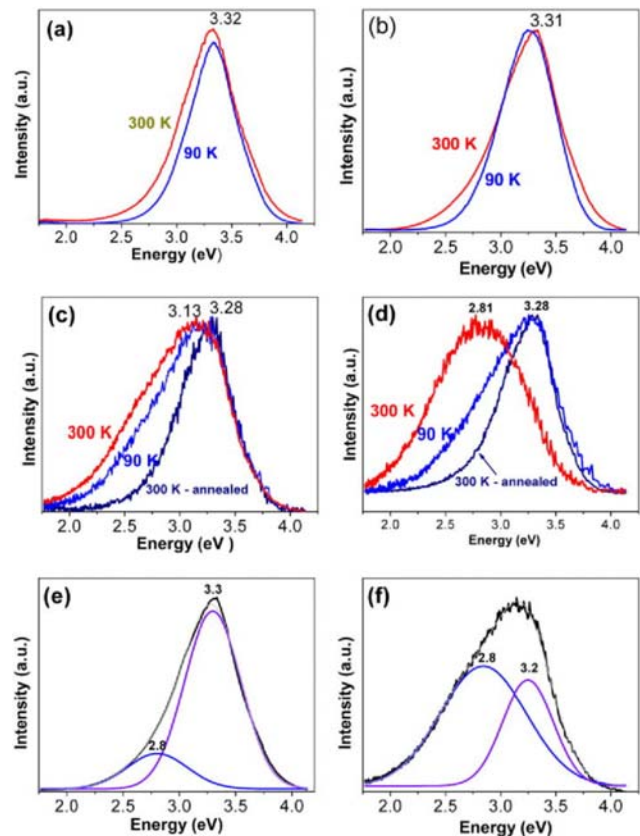 (a)
3.32
300 K
90 K
Intensity (a.u.)
2.0 2.5 3.0 3.5 4.0
Energy (eV)
(b)
3.31
300 K
90 K
Intensity (a.u.)
2.0 2.5 3.0 3.5 4.0
Energy (eV)
(c)
3.13 3.28
300 K
90 K
300 K - annealed
Intensity (a.u.)
2.0 2.5 3.0 3.5 4.0
Energy (eV )
(d)
2.81 3.28
300 K
90 K
300 K - annealed
Intensity (a.u.)
2.0 2.5 3.0 3.5 4.0
Energy (eV)
(e)
3.3
2.8
Intensity (a.u.)
2.0 2.5 3.0 3.5 4.0
Energy (eV)
(f)
2.8
3.2
Intensity (a.u.)
2.0 2.5 3.0 3.5 4.0
Energy (eV)